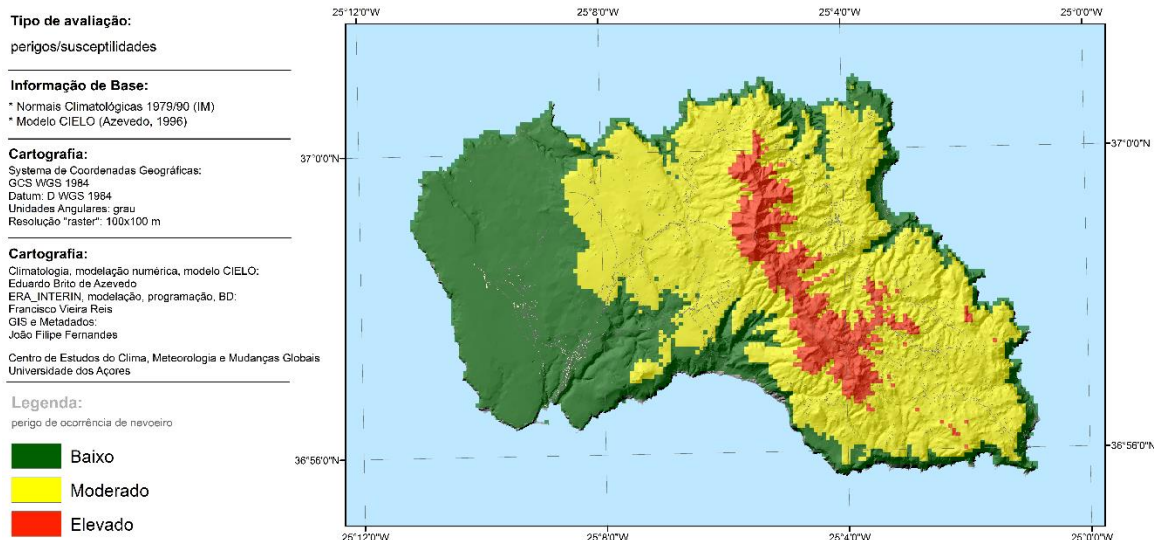 Tipo de avaliação:
perigos/susceptilidades
Informação de Base:
* Normais Climatológicas 1979/90 (IM)
* Modelo CIELO (Azevedo, 1996)
Cartografia:
Systema de Coordenadas Geográficas:
GCS WGS 1984
Datum: D WGS 1984
Unidades Angulares: grau
Resolução "raster": 100x100 m
Cartografia:
Climatologia, modelação numérica, modelo CIELO:
Eduardo Brito de Azevedo
ERA_INTERIN, modelação, programação, BD:
Francisco Vieira Reis
GIS e Metadados:
João Filipe Fernandes
Centro de Estudos do Clima, Meteorologia e Mudanças Globais
Universidade dos Açores
Legenda:
perigo de ocorrência de nevoeiro
Baixo
Moderado
Elevado
25°12'0"W 25°8'0"W 25°4'0"W 25°0'0"W
37°0'0"N 37°0'0"N
36°56'0"N 36°56'0"N
25°12'0"W 25°8'0"W 25°4'0"W 25°0'0"W